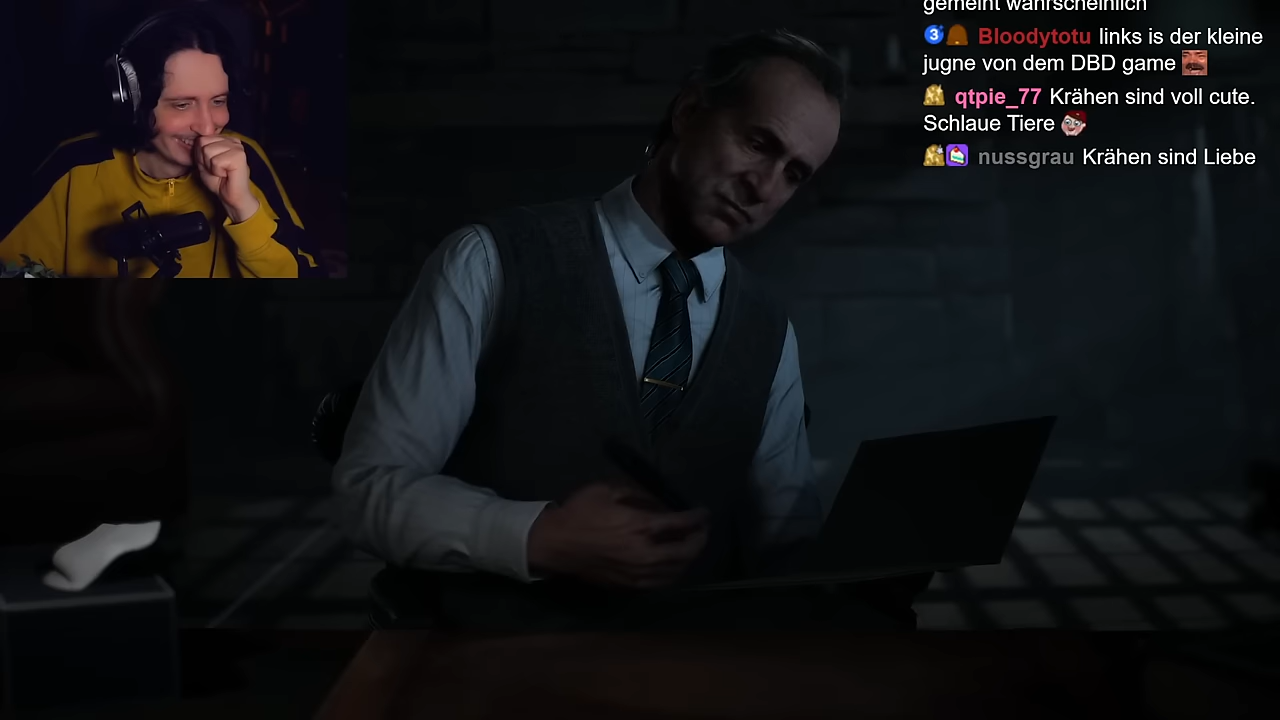 gemeint wahrscheinlich
3 Bloodytotu links is der kleine
jugne von dem DBD game
qtpie_77 Krähen sind voll cute.
Schlaue Tiere
nussgrau Krähen sind Liebe